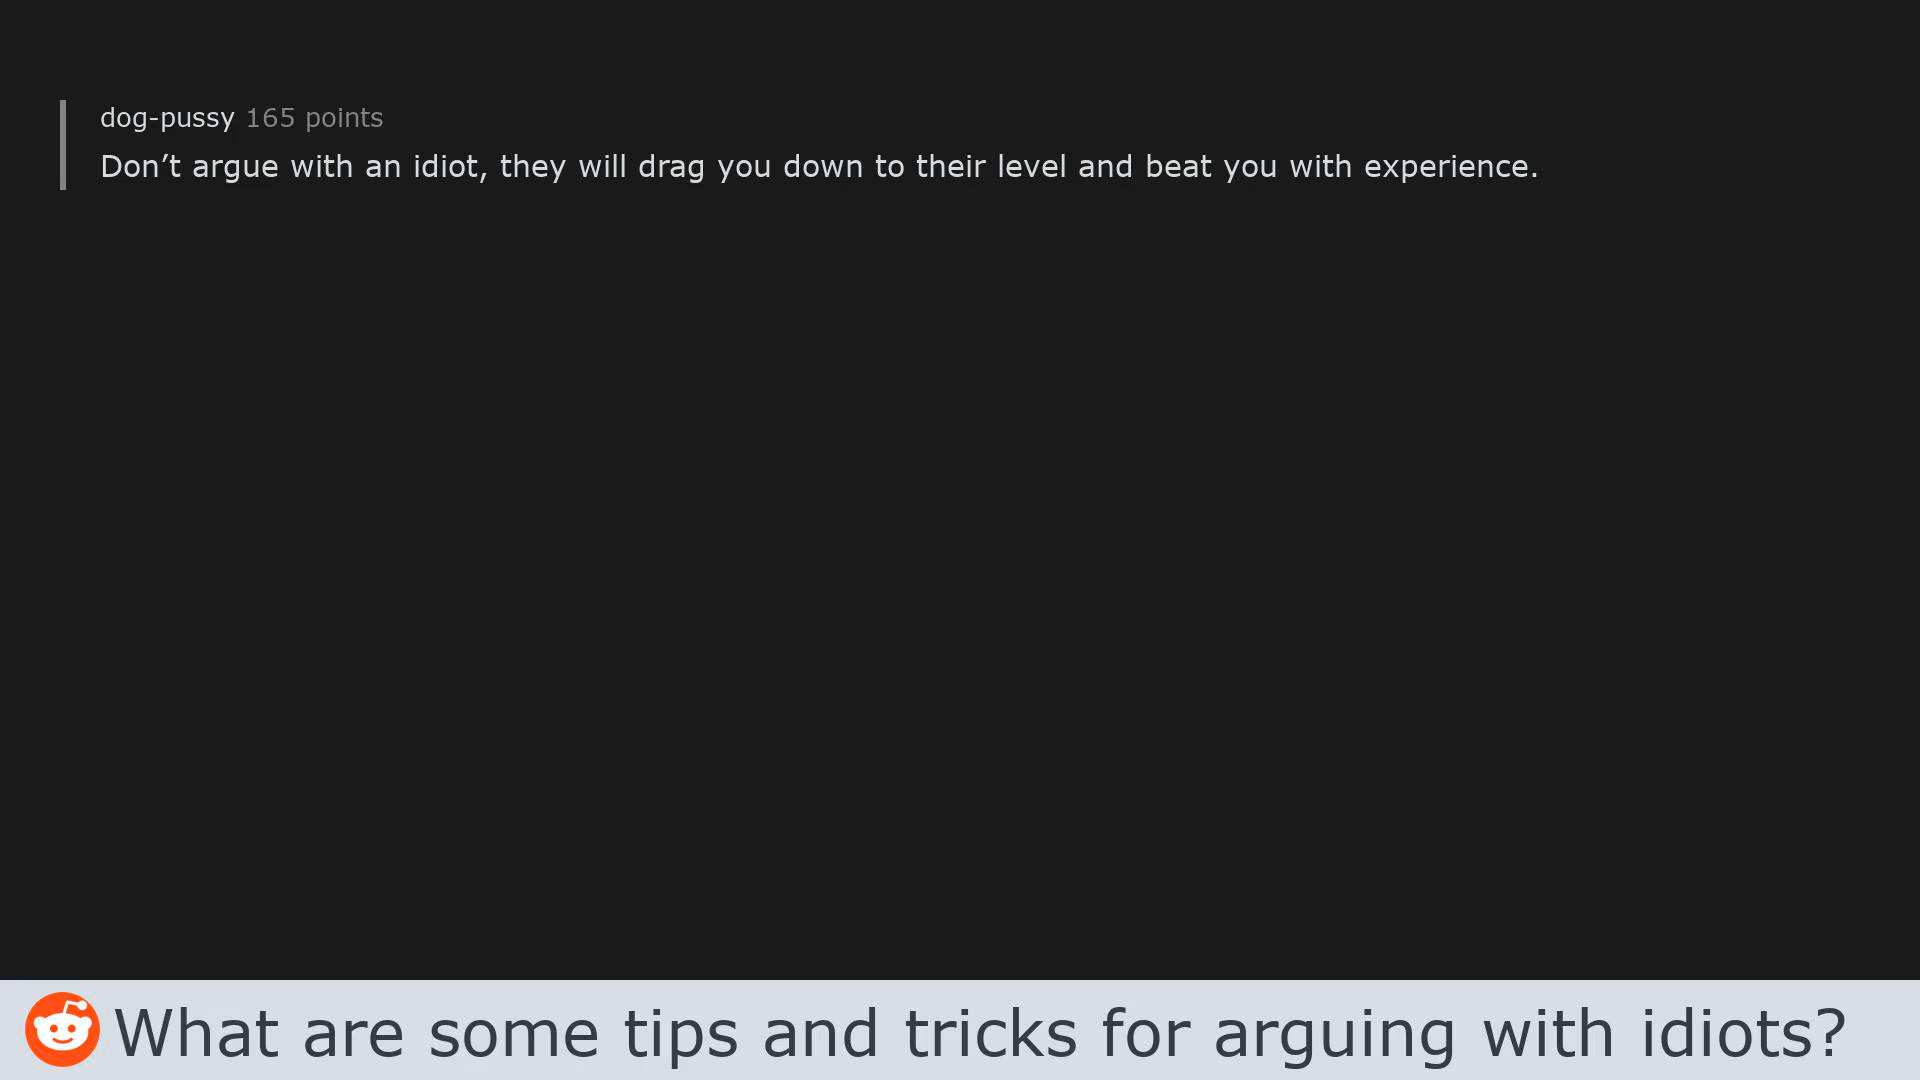 dog-pussy 165 points
Don’t argue with an idiot, they will drag you down to their level and beat you with experience.
What are some tips and tricks for arguing with idiots?